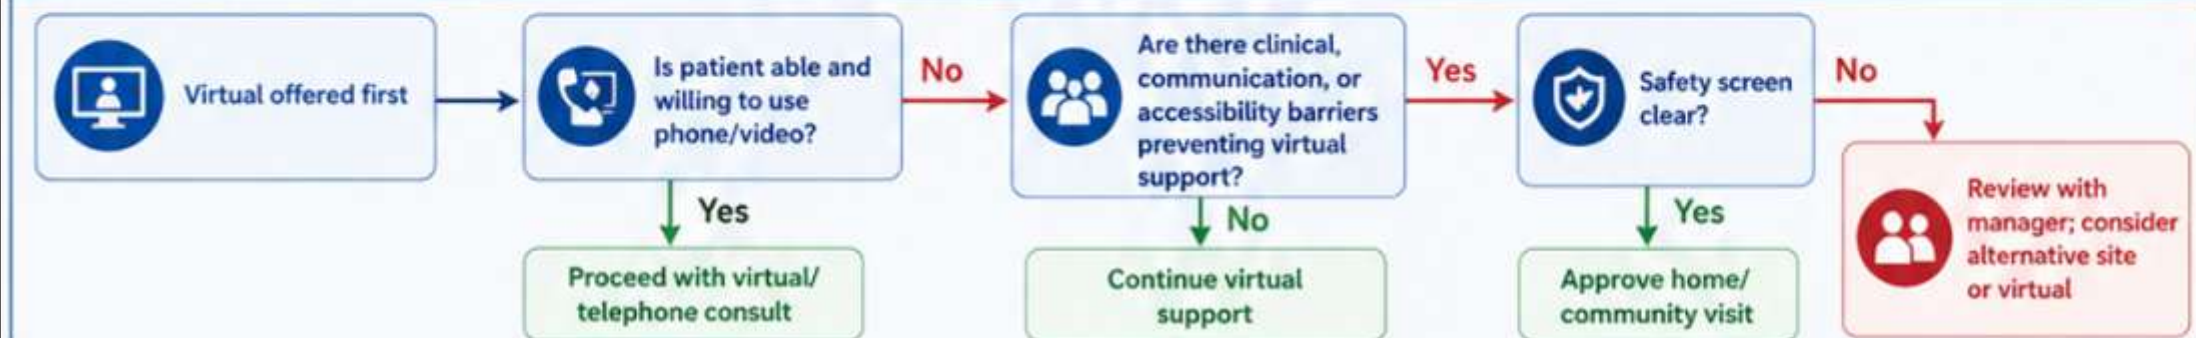 Virtual offered first
Is patient able and
willing to use
phone/video?
No
Yes
Proceed with virtual/
telephone consult
Are there clinical,
communication, or
accessibility barriers
preventing virtual
support?
Yes
No
Continue virtual
support
Safety screen
clear?
No
Yes
Approve home/
community visit
Review with
manager; consider
alternative site
or virtual